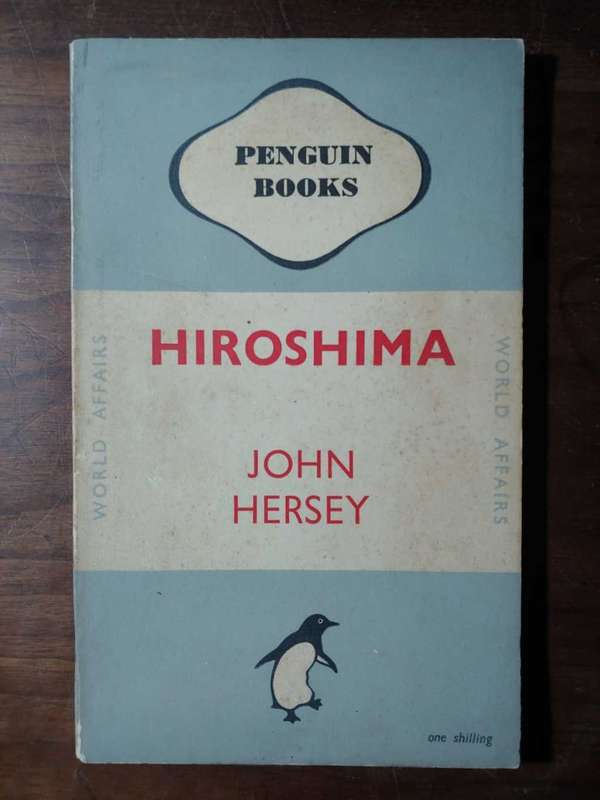 PENGUIN
BOOKS
HIROSHIMA
WORLD AFFAIRS
WORLD AFFAIRS
JOHN
HERSEY
one shilling